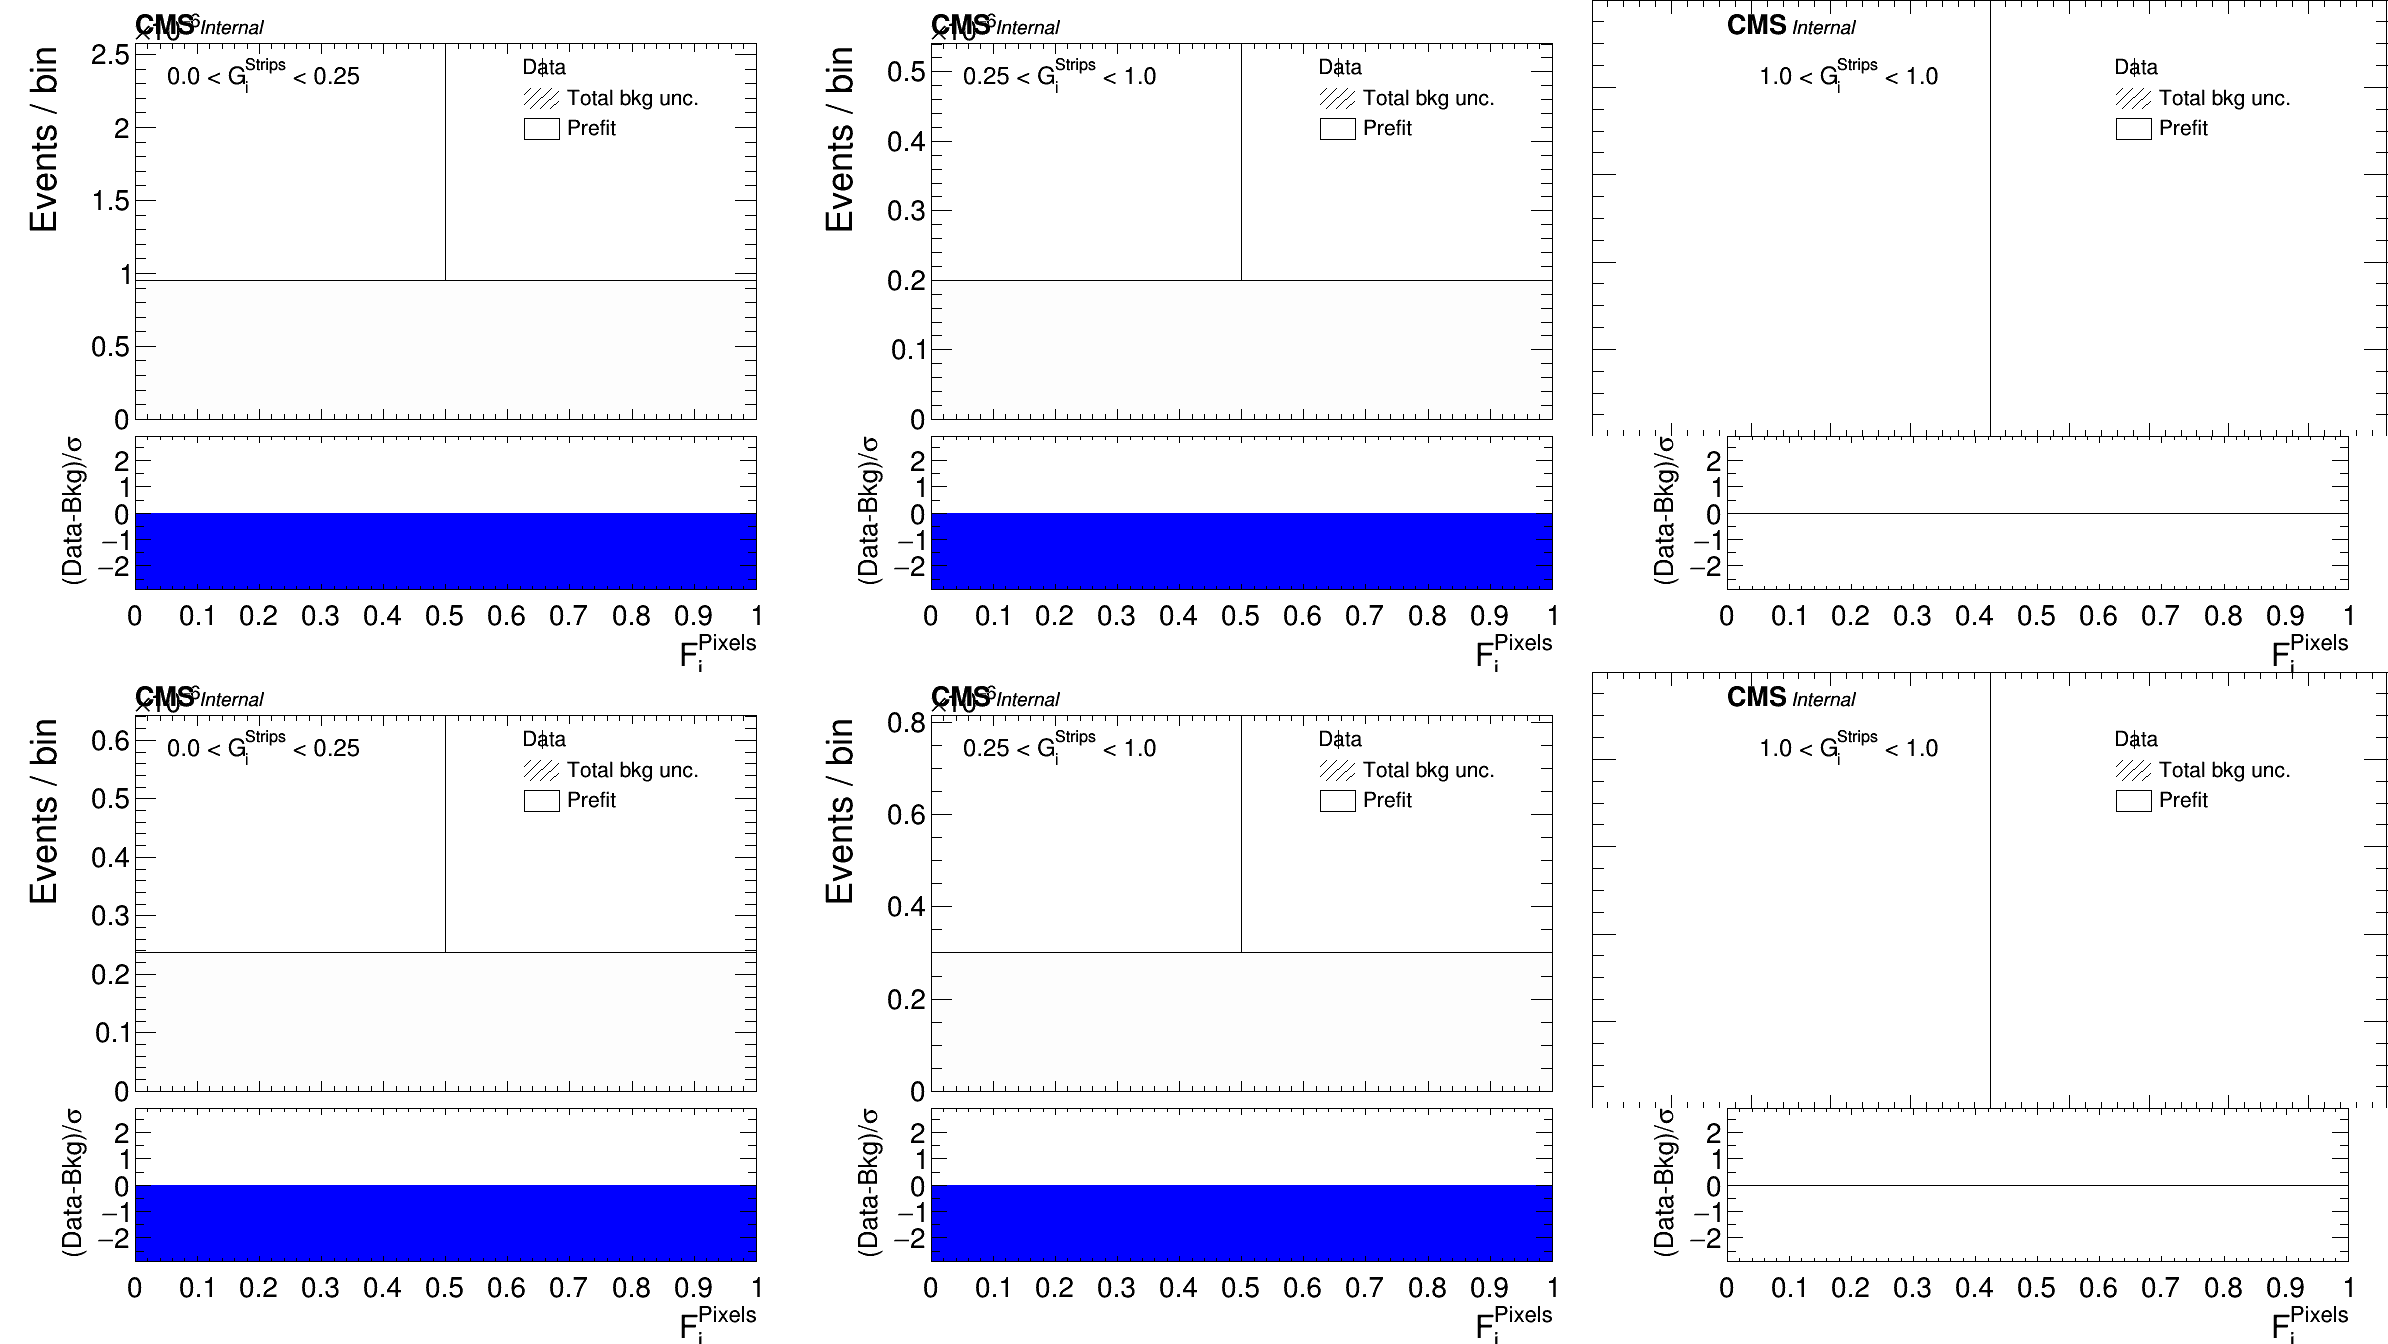 CMS Internal
×10⁻⁶
Events / bin
0.0 < G_i^Strips < 0.25
Data
Total bkg unc.
Prefit
2.5
2
1.5
1
0.5
0
(Data-Bkg)/σ
2
1
0
−1
−2
0 0.1 0.2 0.3 0.4 0.5 0.6 0.7 0.8 0.9 1
F_i^Pixels
CMS Internal
×10⁻⁶
Events / bin
0.25 < G_i^Strips < 1.0
Data
Total bkg unc.
Prefit
0.5
0.4
0.3
0.2
0.1
0
(Data-Bkg)/σ
2
1
0
−1
−2
0 0.1 0.2 0.3 0.4 0.5 0.6 0.7 0.8 0.9 1
F_i^Pixels
CMS Internal
1.0 < G_i^Strips < 1.0
Data
Total bkg unc.
Prefit
(Data-Bkg)/σ
2
1
0
−1
−2
0 0.1 0.2 0.3 0.4 0.5 0.6 0.7 0.8 0.9 1
F_i^Pixels
CMS Internal
×10⁻⁶
Events / bin
0.0 < G_i^Strips < 0.25
Data
Total bkg unc.
Prefit
0.6
0.5
0.4
0.3
0.2
0.1
0
(Data-Bkg)/σ
2
1
0
−1
−2
0 0.1 0.2 0.3 0.4 0.5 0.6 0.7 0.8 0.9 1
F_i^Pixels
CMS Internal
×10⁻⁶
Events / bin
0.25 < G_i^Strips < 1.0
Data
Total bkg unc.
Prefit
0.8
0.6
0.4
0.2
0
(Data-Bkg)/σ
2
1
0
−1
−2
0 0.1 0.2 0.3 0.4 0.5 0.6 0.7 0.8 0.9 1
F_i^Pixels
CMS Internal
1.0 < G_i^Strips < 1.0
Data
Total bkg unc.
Prefit
(Data-Bkg)/σ
2
1
0
−1
−2
0 0.1 0.2 0.3 0.4 0.5 0.6 0.7 0.8 0.9 1
F_i^Pixels